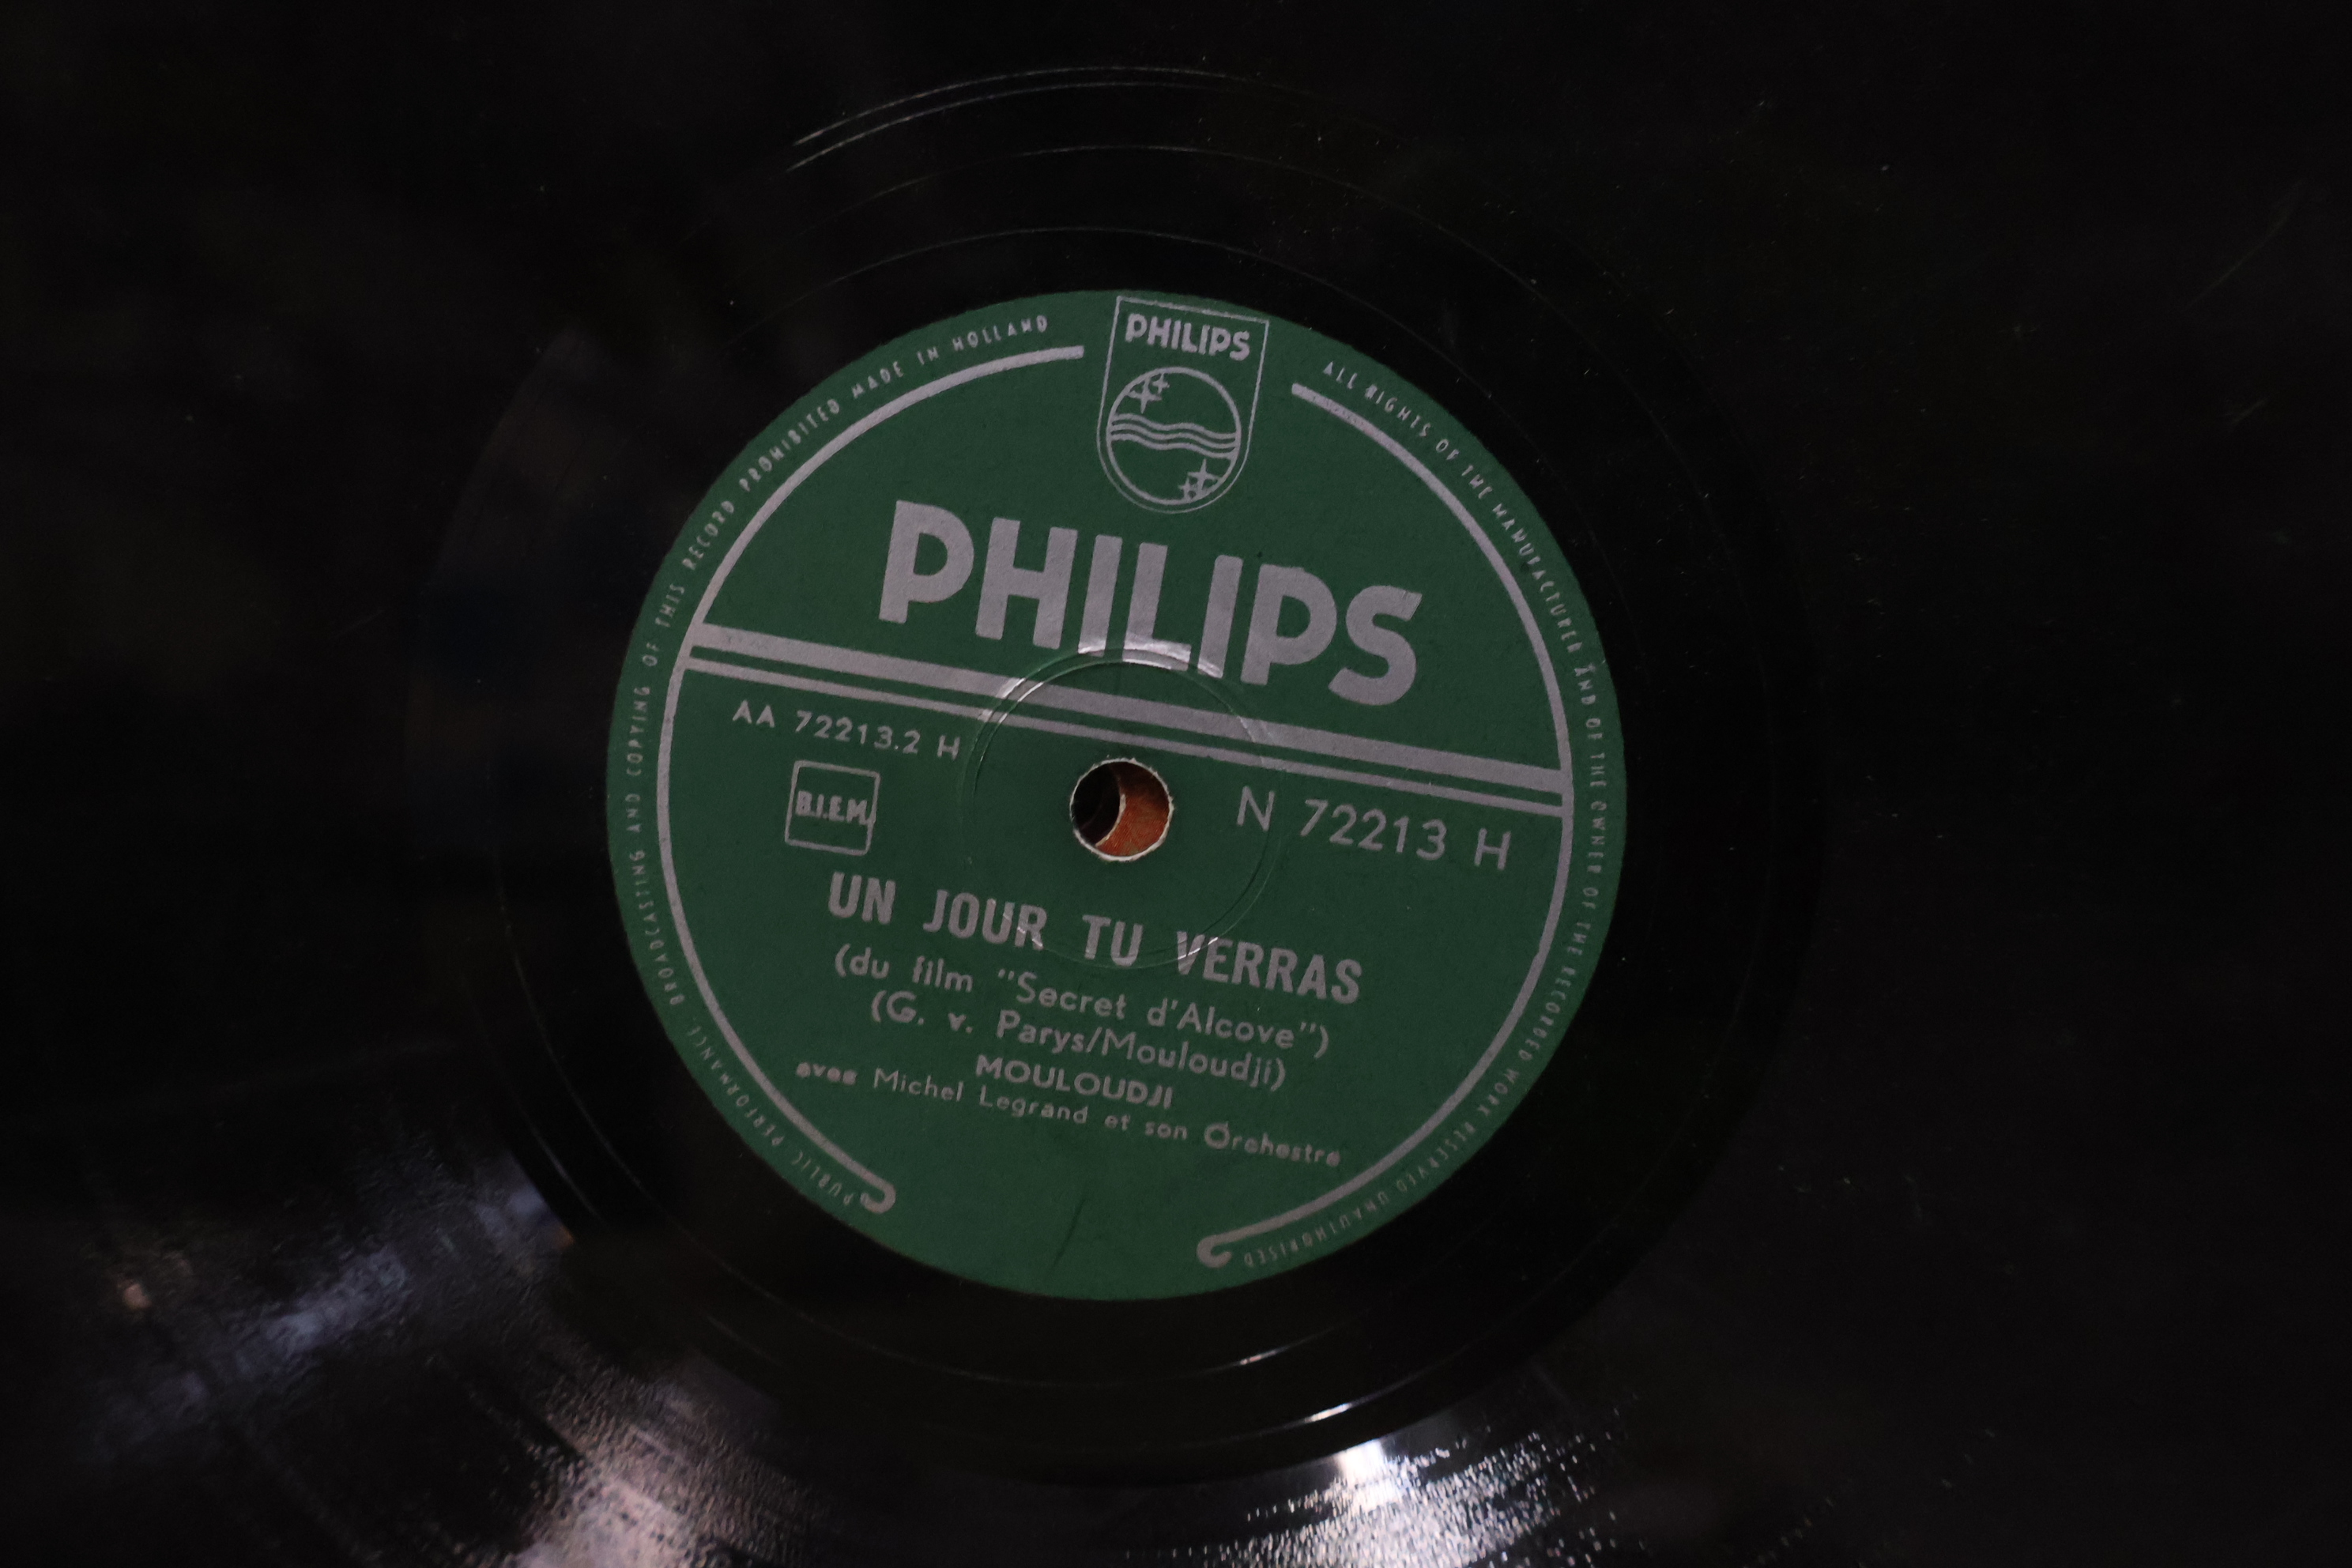 PHILIPS
PHILIPS
AA 72213.2 H
B.I.E.M.
N 72213 H
UN JOUR TU VERRAS
(du film "Secret d'Alcove")
(G. v. Parys/Mouloudji)
MOULOUDJI
avec Michel Legrand et son Orchestre
ALL RIGHTS OF THE MANUFACTURER AND OF THE OWNER OF THE RECORDED WORK RESERVED UNAUTHORISED
PUBLIC PERFORMANCE. BROADCASTING AND COPYING OF THIS RECORD PROHIBITED MADE IN HOLLAND